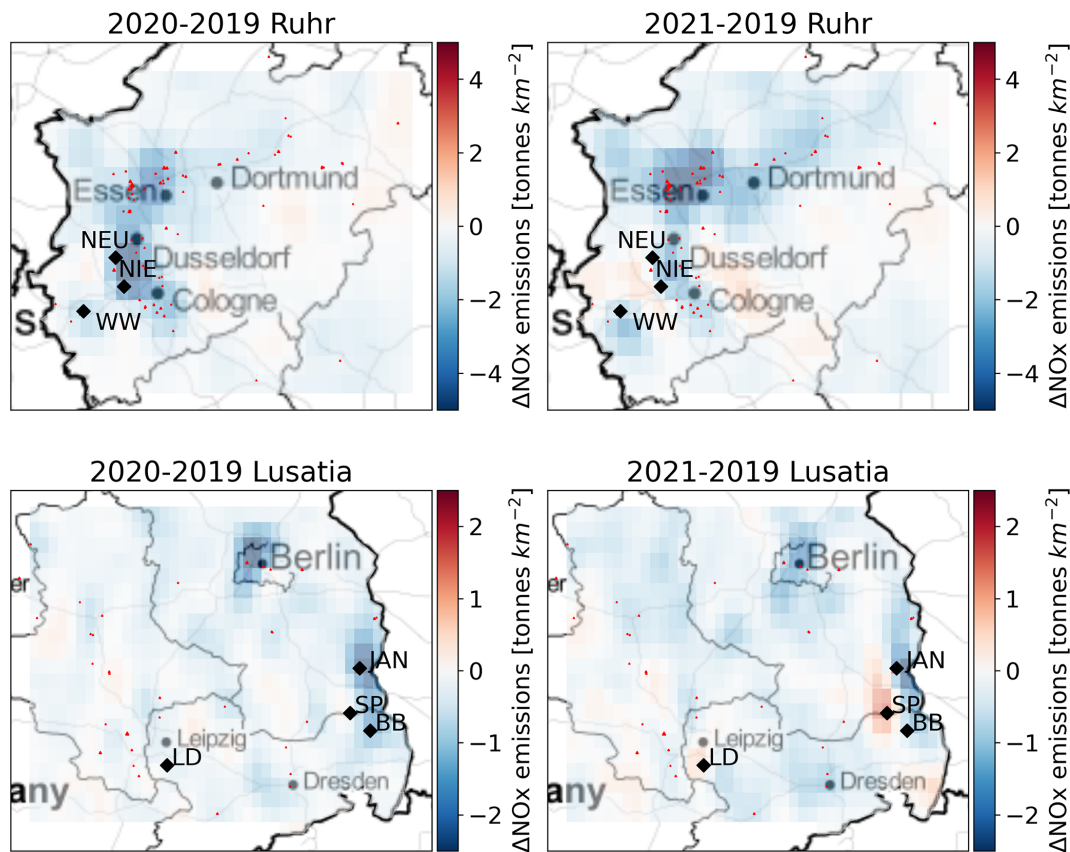 2020-2019 Ruhr
2021-2019 Ruhr
Essen
Dortmund
NEU
Dusseldorf
NIE
Cologne
WW
S
4
2
0
−2
−4
ΔNOx emissions [tonnes km⁻²]
Essen
Dortmund
NEU
Dusseldorf
NIE
Cologne
WW
S
4
2
0
−2
−4
ΔNOx emissions [tonnes km⁻²]
2020-2019 Lusatia
2021-2019 Lusatia
Berlin
er
JAN
SP
BB
Leipzig
LD
Dresden
any
2
1
0
−1
−2
ΔNOx emissions [tonnes km⁻²]
Berlin
er
JAN
SP
BB
Leipzig
LD
Dresden
any
2
1
0
−1
−2
ΔNOx emissions [tonnes km⁻²]